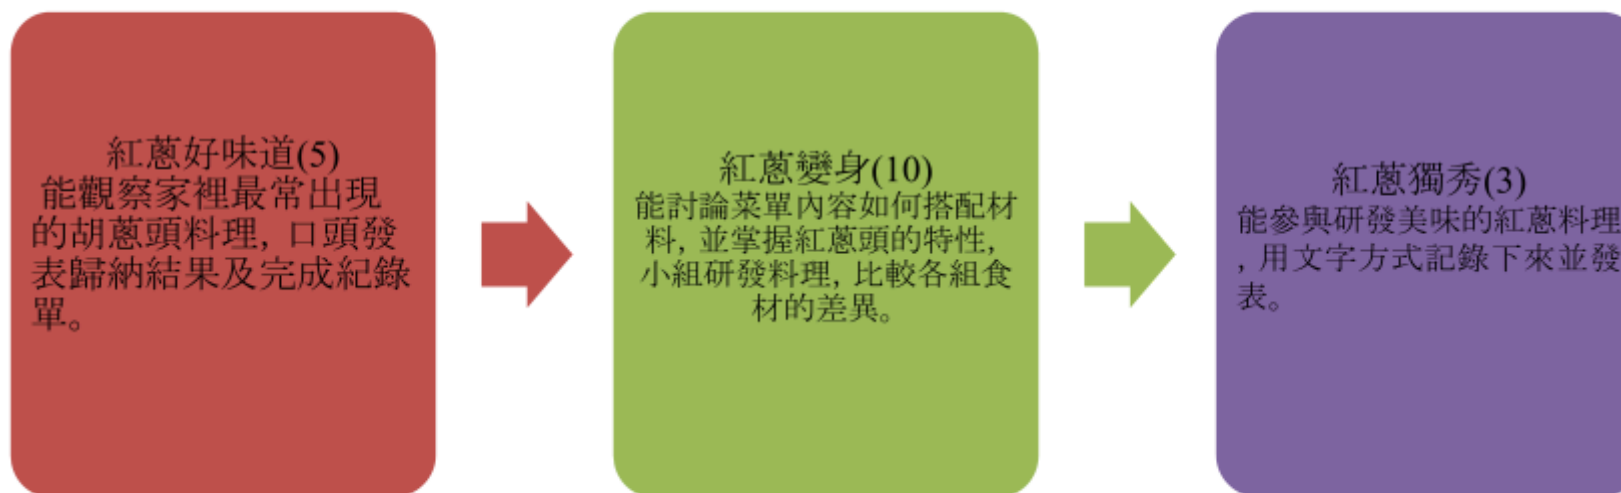 紅蔥好味道(5)
能觀察家裡最常出現
的胡蔥頭料理, 口頭發
表歸納結果及完成紀錄
單。
紅蔥變身(10)
能討論菜單內容如何搭配材
料, 並掌握紅蔥頭的特性,
小組研發料理, 比較各組食
材的差異。
紅蔥獨秀(3)
能參與研發美味的紅蔥料理
, 用文字方式記錄下來並發
表。